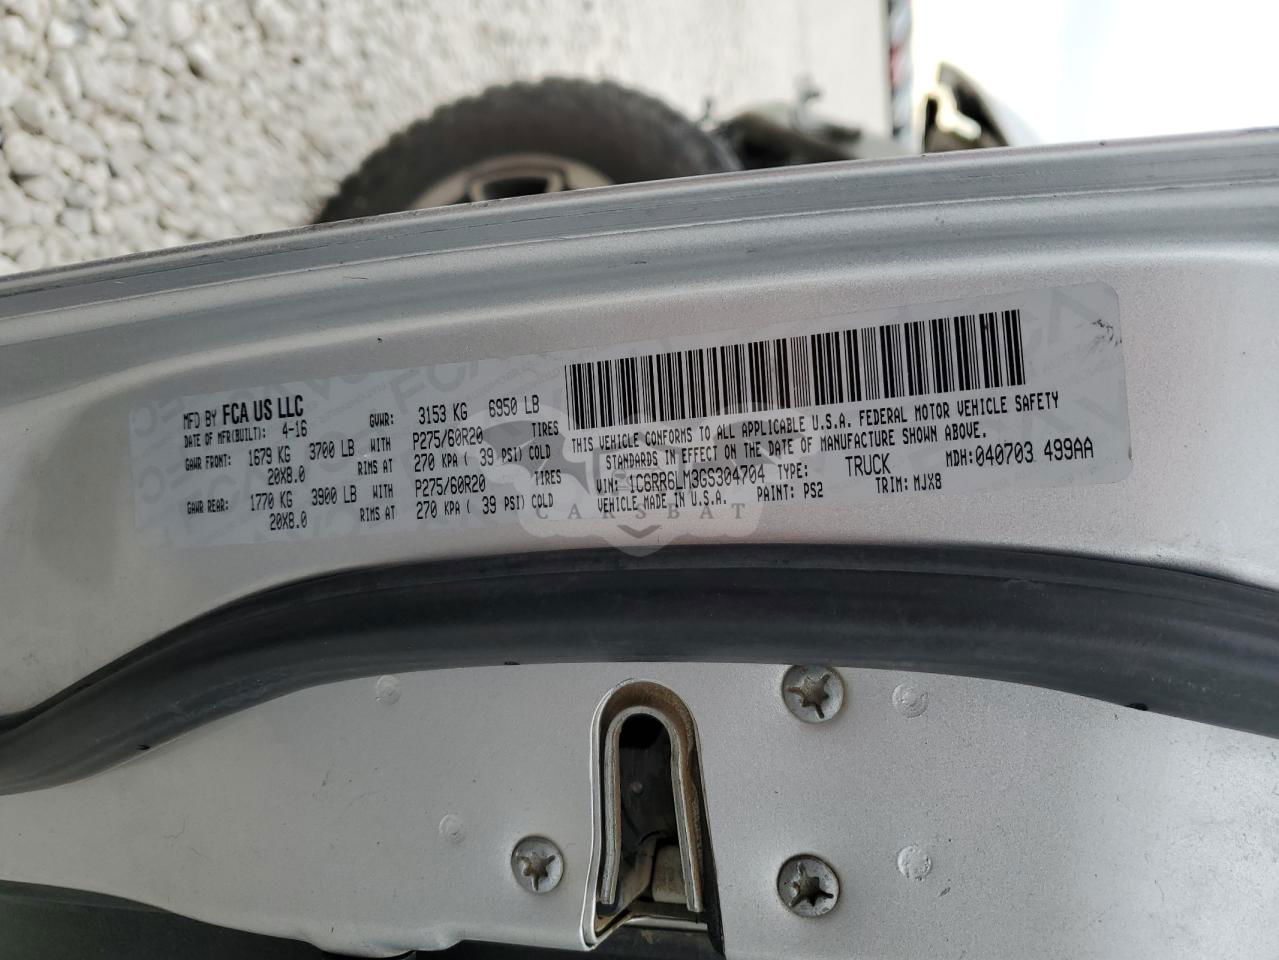 MFD BY FCA US LLC
DATE OF MFR(BUILT): 4-16 GVWR: 3153 KG 6950 LB
GAWR FRONT: 1679 KG 3700 LB WITH P275/60R20 TIRES
20X8.0 RIMS AT 270 KPA ( 39 PSI) COLD
GAWR REAR: 1770 KG 3900 LB WITH P275/60R20 TIRES
20X8.0 RIMS AT 270 KPA ( 39 PSI) COLD
THIS VEHICLE CONFORMS TO ALL APPLICABLE U.S.A. FEDERAL MOTOR VEHICLE SAFETY
STANDARDS IN EFFECT ON THE DATE OF MANUFACTURE SHOWN ABOVE.
VIN: 1C6RR6LM3GS304704 TYPE: TRUCK MDH: 040703 499AA
VEHICLE MADE IN U.S.A. PAINT: PS2 TRIM: MJX8
CARSBAT